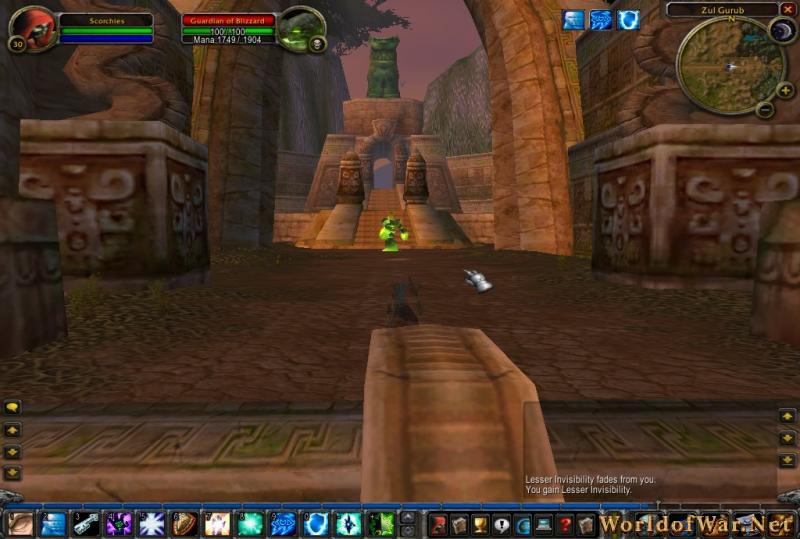 Scorchies
30
Guardian of Blizzard
100 / 100
Mana 1749 / 1904
Zul Gurub
N
Lesser Invisibility fades from you.
You gain Lesser Invisibility.
WorldofWar.Net